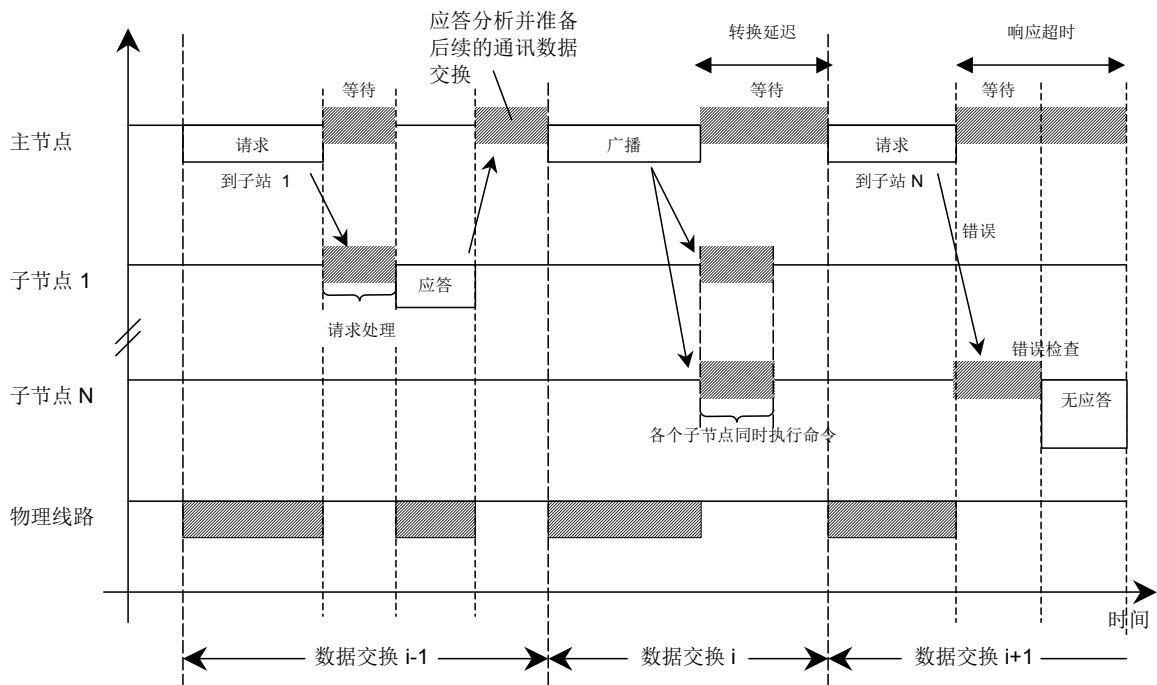 应答分析并准备
后续的通讯数据
交换
转换延迟
响应超时
等待
等待
等待
主节点
请求
广播
请求
到子站 1
到子站 N
错误
子节点 1
应答
请求处理
错误检查
子节点 N
无应答
各个子节点同时执行命令
物理线路
时间
数据交换 i-1
数据交换 i
数据交换 i+1